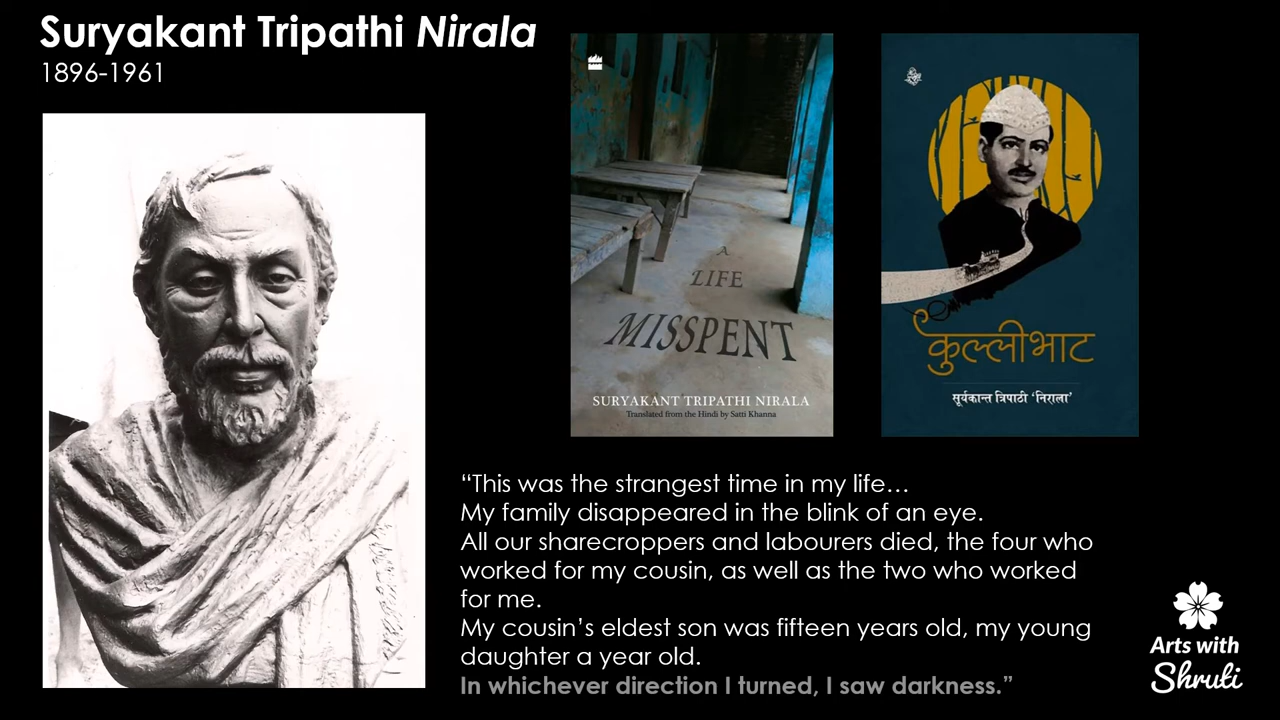 Suryakant Tripathi Nirala
1896-1961
A
LIFE
MISSPENT
SURYAKANT TRIPATHI NIRALA
Translated from the Hindi by Satti Khanna
कुल्लीभाट
सूर्यकान्त त्रिपाठी ‘निराला’
“This was the strangest time in my life…
My family disappeared in the blink of an eye.
All our sharecroppers and labourers died, the four who
worked for my cousin, as well as the two who worked
for me.
My cousin’s eldest son was fifteen years old, my young
daughter a year old.
In whichever direction I turned, I saw darkness.”
Arts with
Shruti